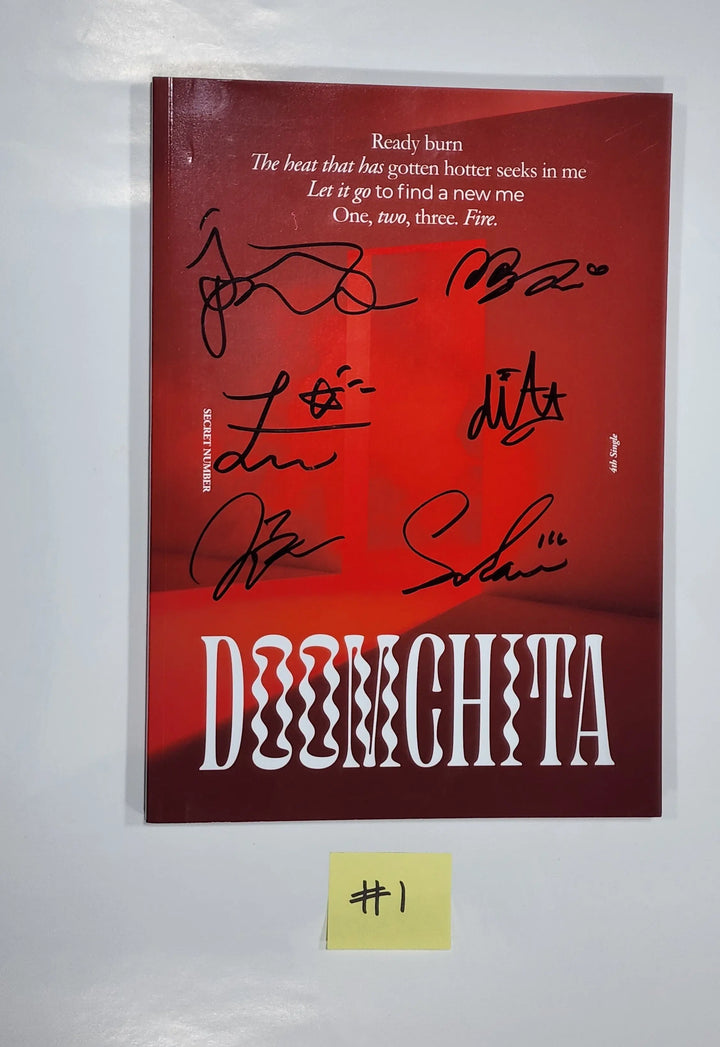 Ready burn
The heat that has gotten hotter seeks in me
Let it go to find a new me
One, two, three. Fire.
diTA
SECRET NUMBER
4th Single
DOOMCHITA
#1